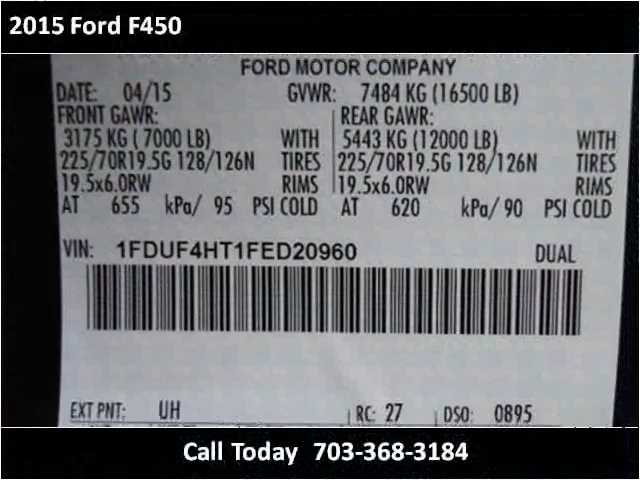 2015 Ford F450
FORD MOTOR COMPANY
DATE: 04/15 GVWR: 7484 KG (16500 LB)
FRONT GAWR: REAR GAWR:
3175 KG ( 7000 LB) WITH 5443 KG (12000 LB) WITH
225/70R19.5G 128/126N TIRES 225/70R19.5G 128/126N TIRES
19.5x6.0RW RIMS 19.5x6.0RW RIMS
AT 655 kPa/ 95 PSI COLD AT 620 kPa/ 90 PSI COLD
VIN: 1FDUF4HT1FED20960 DUAL
EXT PNT: UH RC: 27 DSO: 0895
Call Today 703-368-3184